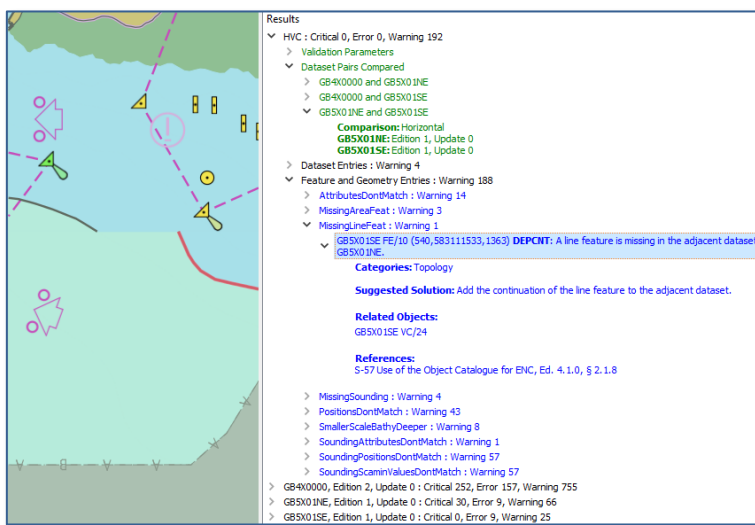 Results
HVC : Critical 0, Error 0, Warning 192
Validation Parameters
Dataset Pairs Compared
GB4X0000 and GB5X01NE
GB4X0000 and GB5X01SE
GB5X01NE and GB5X01SE
Comparison: Horizontal
GB5X01NE: Edition 1, Update 0
GB5X01SE: Edition 1, Update 0
Dataset Entries : Warning 4
Feature and Geometry Entries : Warning 188
AttributesDontMatch : Warning 14
MissingAreaFeat : Warning 3
MissingLineFeat : Warning 1
GB5X01SE FE/10 (540,583111533,1363) DEPCNT: A line feature is missing in the adjacent dataset
GB5X01NE.
Categories: Topology
Suggested Solution: Add the continuation of the line feature to the adjacent dataset.
Related Objects:
GB5X01SE VC/24
References:
S-57 Use of the Object Catalogue for ENC, Ed. 4.1.0, § 2.1.8
MissingSounding : Warning 4
PositionsDontMatch : Warning 43
SmallerScaleBathyDeeper : Warning 8
SoundingAttributesDontMatch : Warning 1
SoundingPositionsDontMatch : Warning 57
SoundingScaminValuesDontMatch : Warning 57
GB4X0000, Edition 2, Update 0 : Critical 252, Error 157, Warning 755
GB5X01NE, Edition 1, Update 0 : Critical 30, Error 9, Warning 66
GB5X01SE, Edition 1, Update 0 : Critical 0, Error 9, Warning 25